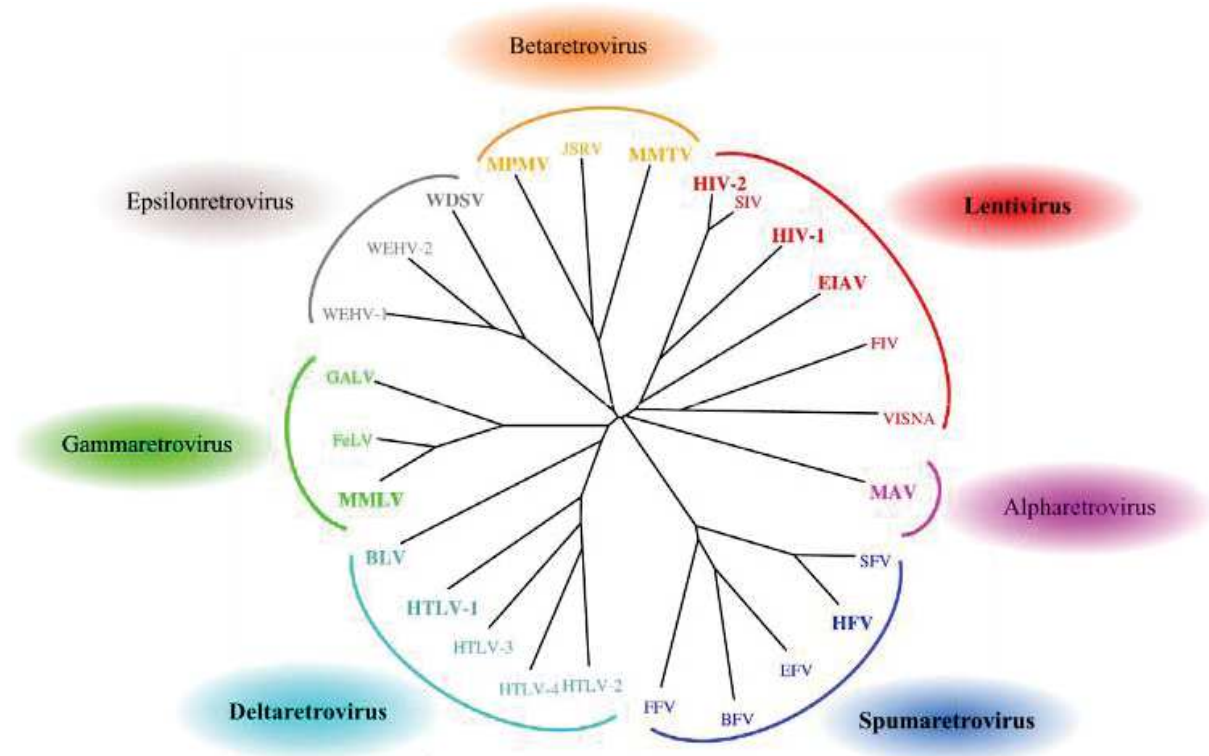 Betaretrovirus
JSRV
MPMV
MMTV
HIV-2
SIV
Epsilonretrovirus
WDSV
Lentivirus
HIV-1
WEHV-2
EIAV
WEHV-1
FIV
GALV
VISNA
Gammaretrovirus
FeLV
MMLV
MAV
Alpharetrovirus
BLV
SFV
HTLV-1
HFV
HTLV-3
EFV
HTLV-4
HTLV-2
FFV
BFV
Deltaretrovirus
Spumaretrovirus